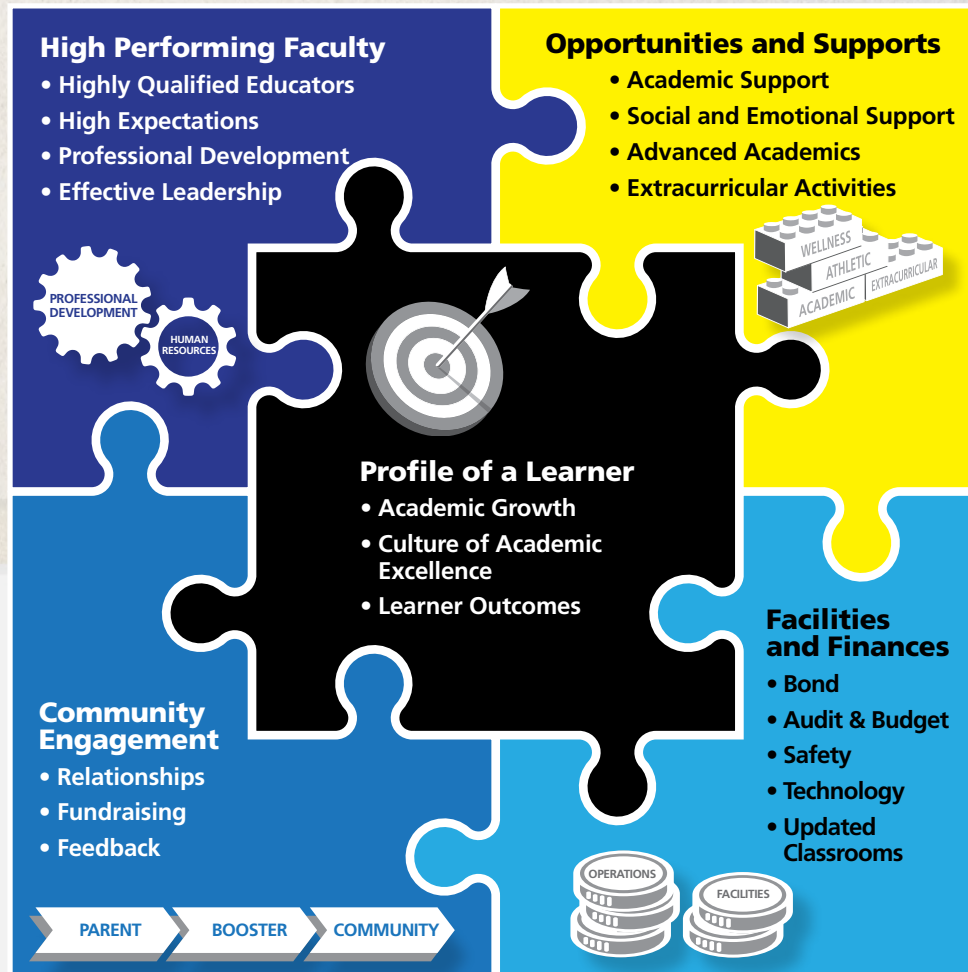 High Performing Faculty
• Highly Qualified Educators
• High Expectations
• Professional Development
• Effective Leadership
PROFESSIONAL
DEVELOPMENT
HUMAN
RESOURCES
Opportunities and Supports
• Academic Support
• Social and Emotional Support
• Advanced Academics
• Extracurricular Activities
WELLNESS
ATHLETIC
ACADEMIC
EXTRACURRICULAR
Profile of a Learner
• Academic Growth
• Culture of Academic
Excellence
• Learner Outcomes
Community
Engagement
• Relationships
• Fundraising
• Feedback
PARENT
BOOSTER
COMMUNITY
Facilities
and Finances
• Bond
• Audit & Budget
• Safety
• Technology
• Updated
Classrooms
OPERATIONS
FACILITIES